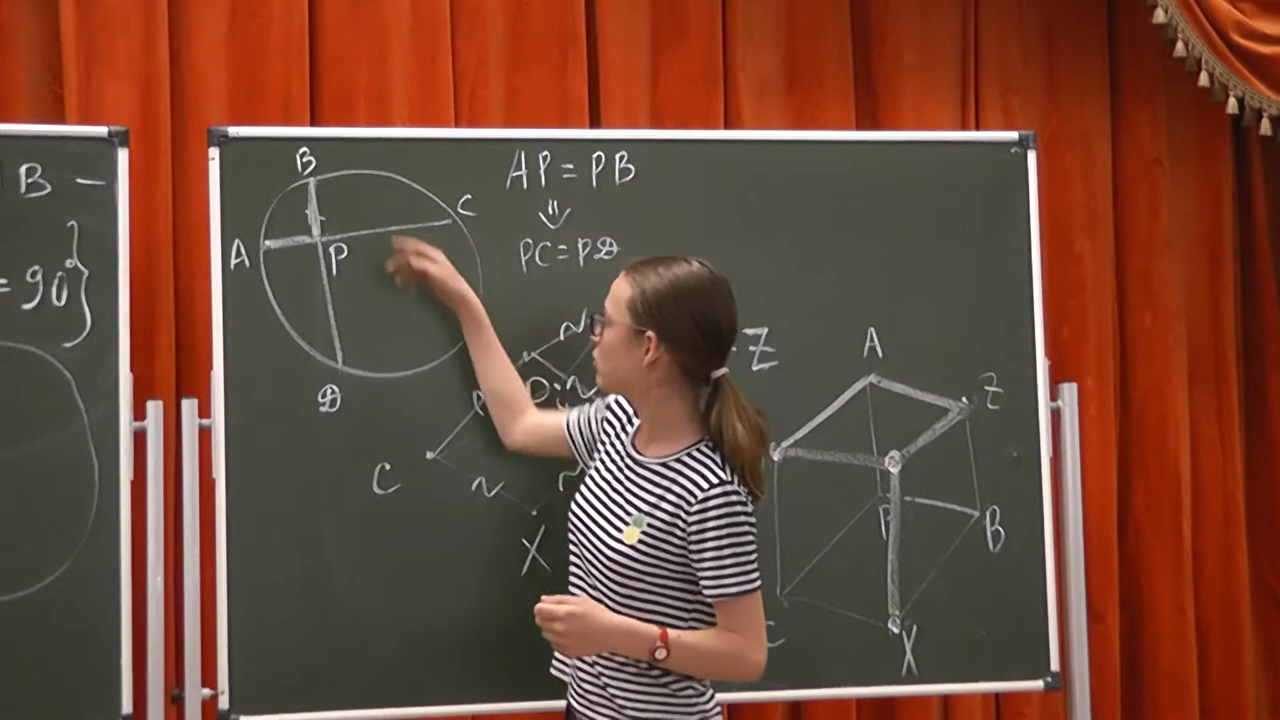 B –
= 90°}
B
C
A
P
D
AP = PB
⇓
PC = PD
Z
D
C
X
A
Z
P
B
X